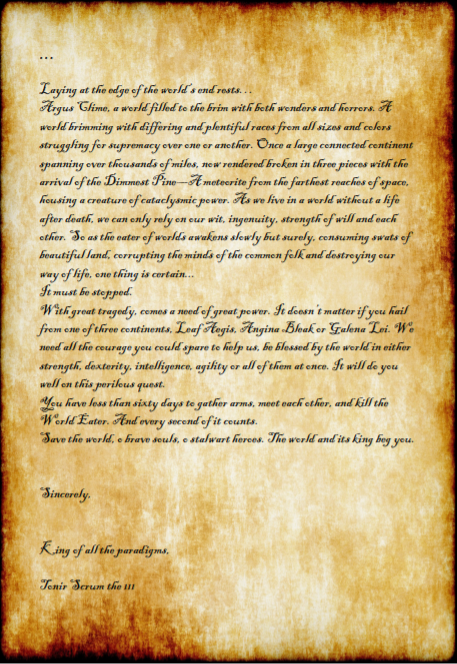 ...
Laying at the edge of the world's end rests...
Argus Clime, a world filled to the brim with both wonders and horrors. A
world brimming with differing and plentiful races from all sizes and colors
struggling for supremacy over one or another. Once a large connected continent
spanning over thousands of miles, now rendered broken in three pieces with the
arrival of the Dimmest Pine—A meteorite from the farthest reaches of space,
housing a creature of cataclysmic power. As we live in a world without a life
after death, we can only rely on our wit, ingenuity, strength of will and each
other. So as the eater of worlds awakens slowly but surely, consuming swats of
beautiful land, corrupting the minds of the common folk and destroying our
way of life, one thing is certain...
It must be stopped.
With great tragedy, comes a need of great power. It doesn't matter if you hail
from one of three continents, Leaf Aegis, Angina Bleak or Galena Lei. We
need all the courage you could spare to help us, be blessed by the world in either
strength, dexterity, intelligence, agility or all of them at once. It will do you
well on this perilous quest.
You have less than sixty days to gather arms, meet each other, and kill the
World Eater. And every second of it counts.
Save the world, o brave souls, o stalwart heroes. The world and its king beg you.
Sincerely,
King of all the paradigms,
Tonir Scrum the III